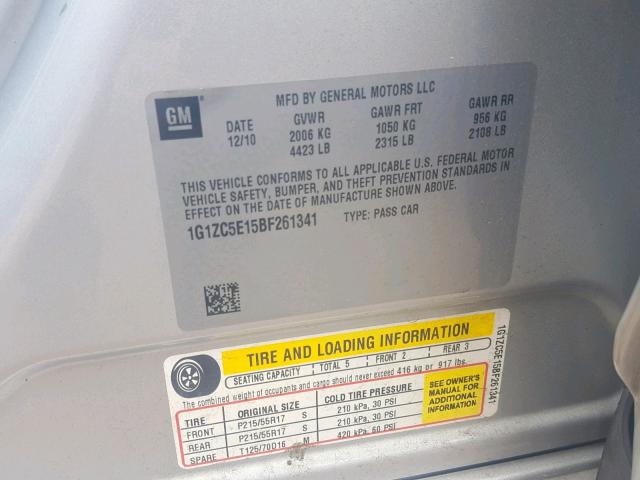 GM
MFD BY GENERAL MOTORS LLC
DATE GVWR GAWR FRT GAWR RR
12/10 2006 KG 1050 KG 956 KG
4423 LB 2315 LB 2108 LB
THIS VEHICLE CONFORMS TO ALL APPLICABLE U.S. FEDERAL MOTOR
VEHICLE SAFETY, BUMPER, AND THEFT PREVENTION STANDARDS IN
EFFECT ON THE DATE OF MANUFACTURE SHOWN ABOVE.
1G1ZC5E15BF261341 TYPE: PASS CAR
TIRE AND LOADING INFORMATION
SEATING CAPACITY TOTAL 5 FRONT 2 REAR 3
The combined weight of occupants and cargo should never exceed 416 kg or 917 lbs.
TIRE ORIGINAL SIZE COLD TIRE PRESSURE
FRONT P215/55R17 S 210 kPa, 30 PSI
REAR P215/55R17 S 210 kPa, 30 PSI
SPARE T125/70D16 M 420 kPa, 60 PSI
SEE OWNER'S
MANUAL FOR
ADDITIONAL
INFORMATION
1G1ZC5E15BF261341